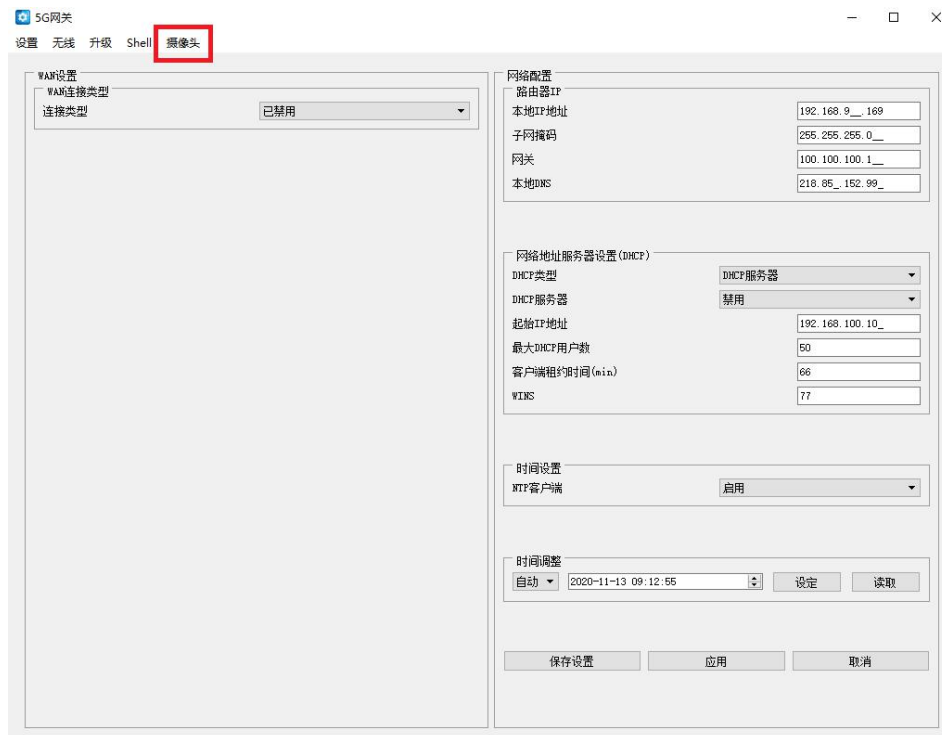 5G网关
设置 无线 升级 Shell 摄像头
WAN设置
WAN连接类型
连接类型 已禁用
网络配置
路由器IP
本地IP地址 192.168.9__.169
子网掩码 255.255.255.0__
网关 100.100.100.1__
本地DNS 218.85_.152.99_
网络地址服务器设置(DHCP)
DHCP类型 DHCP服务器
DHCP服务器 禁用
起始IP地址 192.168.100.10_
最大DHCP用户数 50
客户端租约时间(min) 66
WINS 77
时间设置
NTP客户端 启用
时间调整
自动 2020-11-13 09:12:55 设定 读取
保存设置 应用 取消